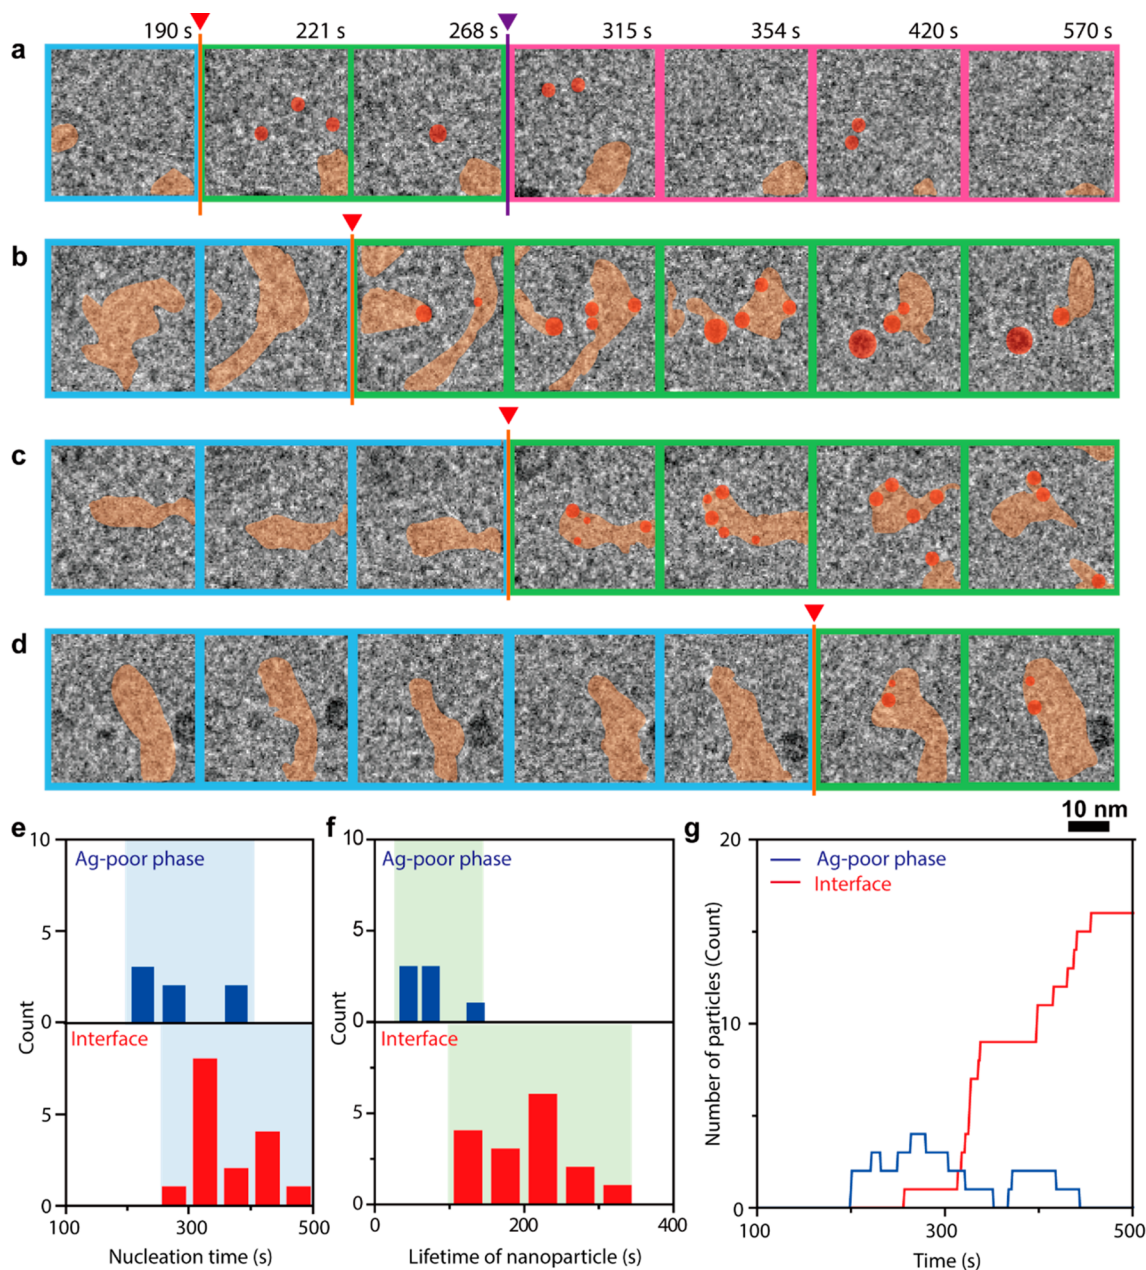 190 s 221 s 268 s 315 s 354 s 420 s 570 s
a
b
c
d
10 nm
e
10
Ag-poor phase
5
0
Interface
5
0
Count
100 300 500
Nucleation time (s)
f
10
Ag-poor phase
5
0
Interface
5
0
Count
0 200 400
Lifetime of nanoparticle (s)
g
20
Ag-poor phase
Interface
10
0
Number of particles (Count)
100 300 500
Time (s)